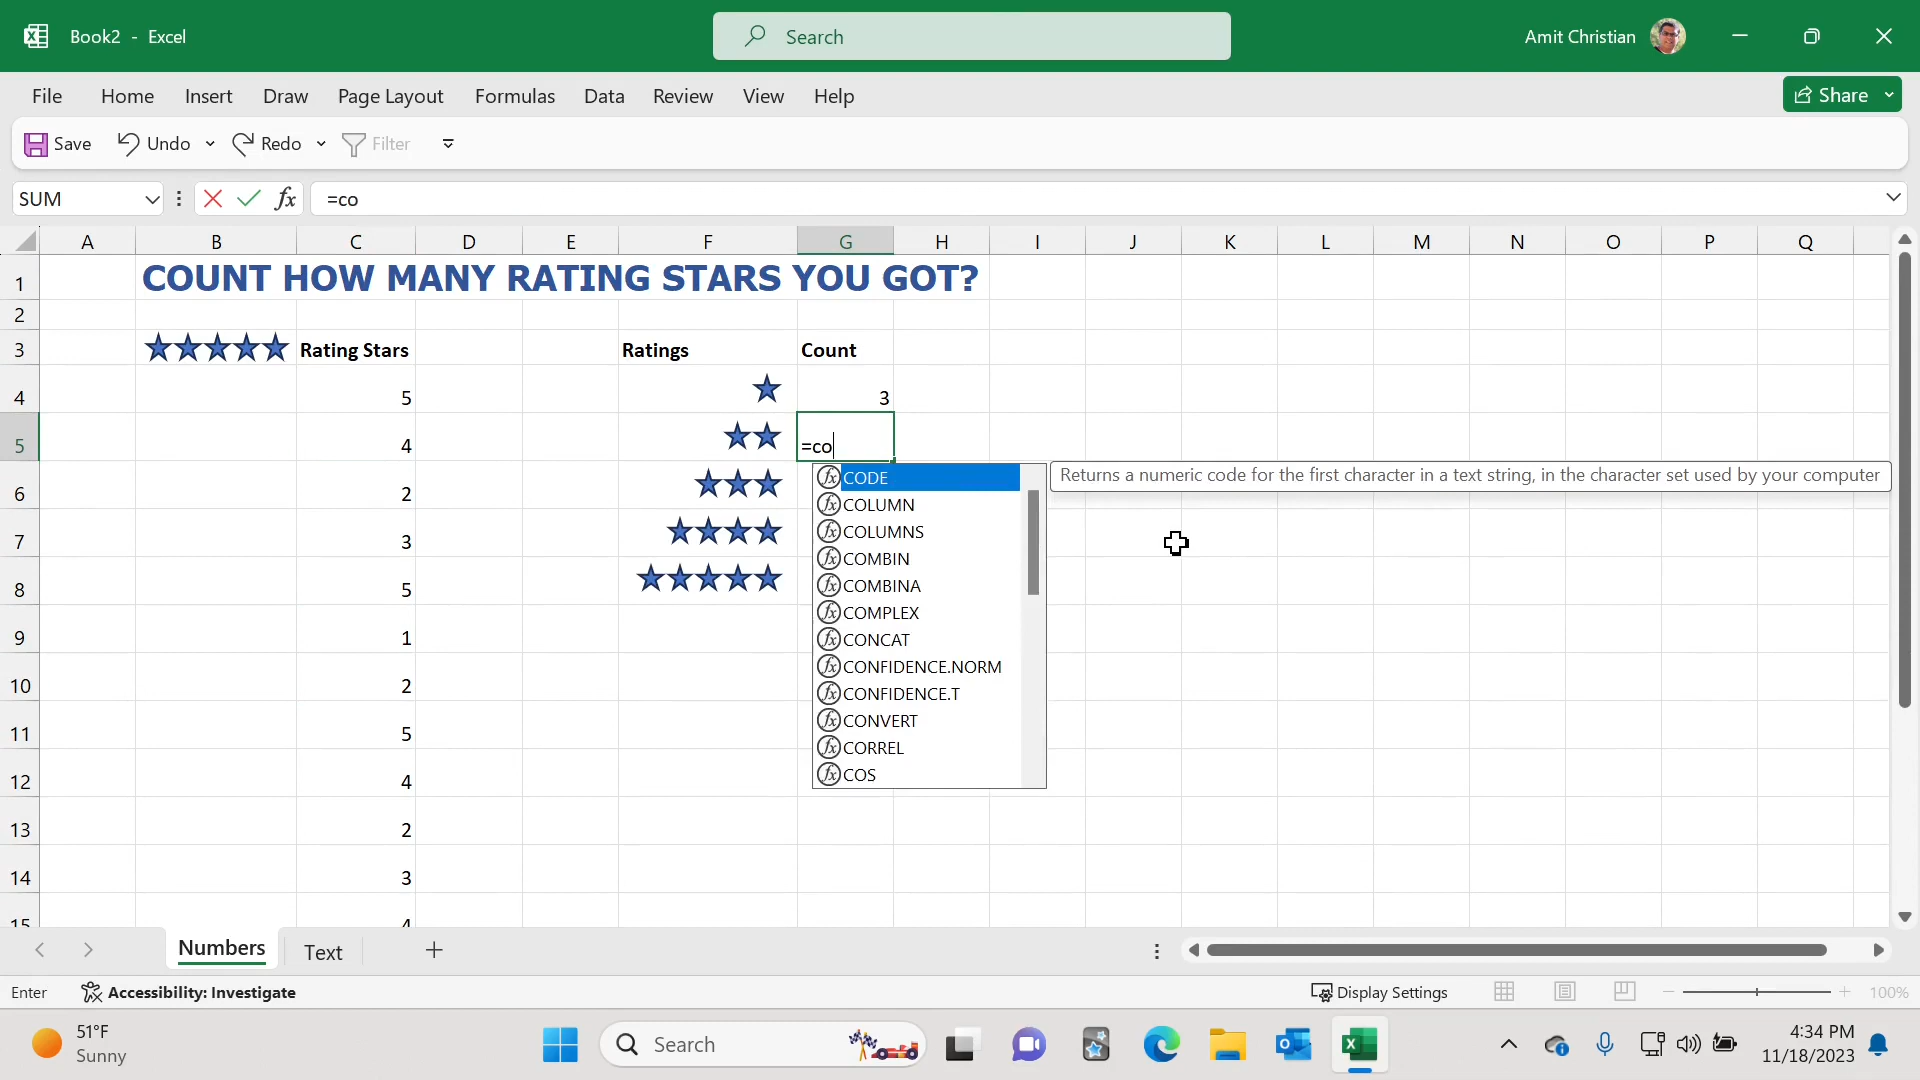 Book2 - Excel
Search
Amit Christian
File Home Insert Draw Page Layout Formulas Data Review View Help
Share
Save Undo Redo Filter
SUM
fx
=co
A B C D E F G H I J K L M N O P Q
1 COUNT HOW MANY RATING STARS YOU GOT?
2
3 Rating Stars Ratings Count
4 5 3
5 4 =co
CODE Returns a numeric code for the first character in a text string, in the character set used by your computer
6 2
COLUMN
COLUMNS
7 3
COMBIN
COMBINA
8 5
COMPLEX
CONCAT
9 1
CONFIDENCE.NORM
10 2
CONFIDENCE.T
CONVERT
11 5
CORREL
COS
12 4
13 2
14 3
15 4
Numbers Text
Enter Accessibility: Investigate Display Settings 100%
51°F
Sunny
Search
4:34 PM
11/18/2023